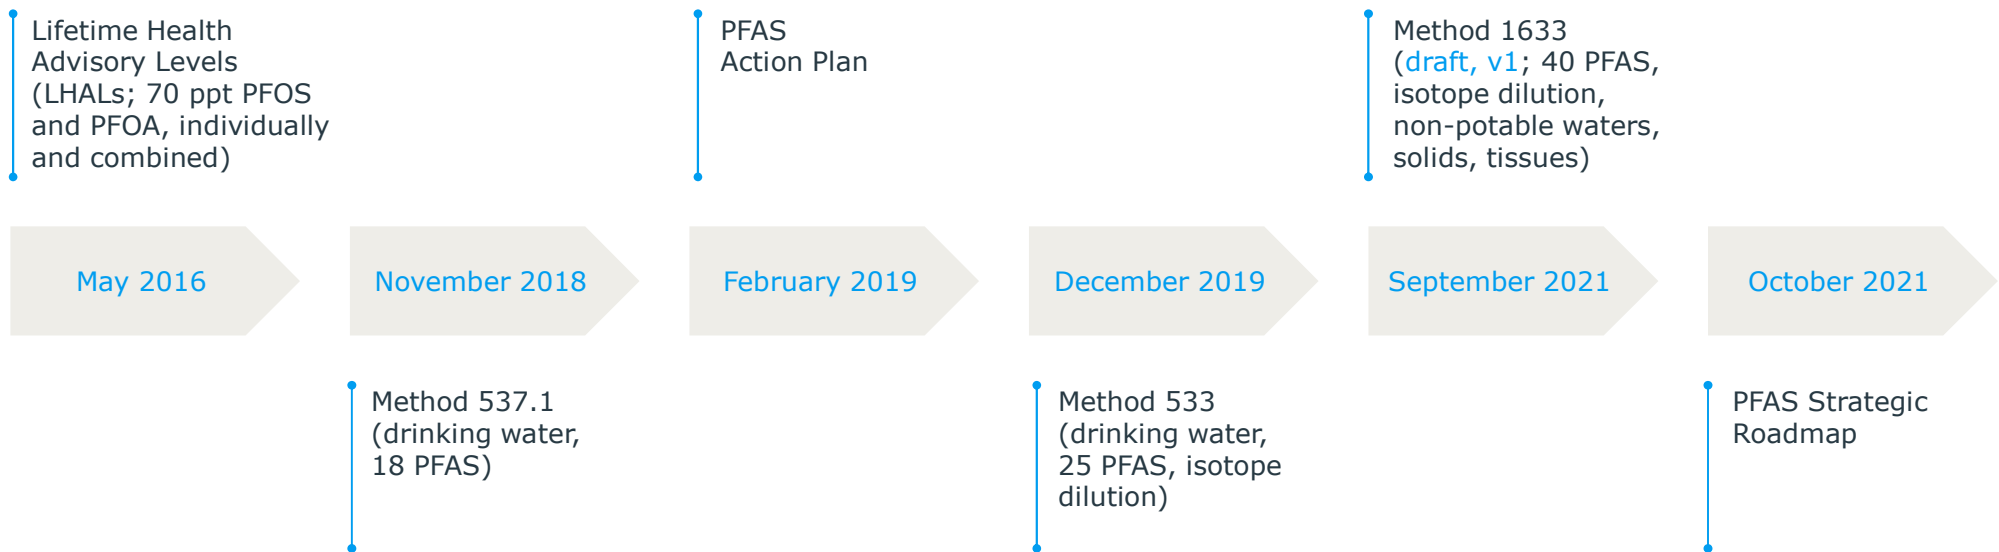 Lifetime Health
Advisory Levels
(LHALs; 70 ppt PFOS
and PFOA, individually
and combined)
PFAS
Action Plan
Method 1633
(draft, v1; 40 PFAS,
isotope dilution,
non-potable waters,
solids, tissues)
May 2016
November 2018
February 2019
December 2019
September 2021
October 2021
Method 537.1
(drinking water,
18 PFAS)
Method 533
(drinking water,
25 PFAS, isotope
dilution)
PFAS Strategic
Roadmap